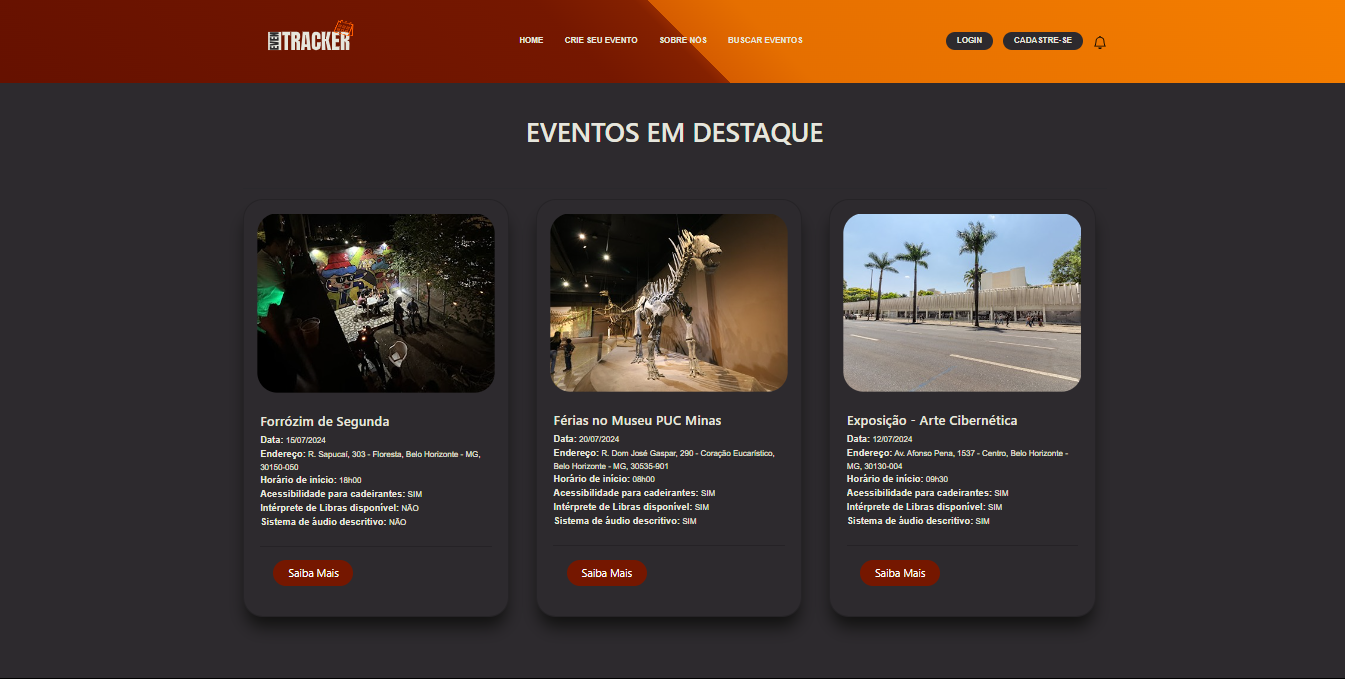 EVENTRACKER
HOME
CRIE SEU EVENTO
SOBRE NÓS
BUSCAR EVENTOS
LOGIN
CADASTRE-SE
EVENTOS EM DESTAQUE
Forrózim de Segunda
Data: 15/07/2024
Endereço: R. Sapucaí, 303 - Floresta, Belo Horizonte - MG,
30150-050
Horário de início: 18h00
Acessibilidade para cadeirantes: SIM
Intérprete de Libras disponível: NÃO
Sistema de áudio descritivo: NÃO
Saiba Mais
Férias no Museu PUC Minas
Data: 20/07/2024
Endereço: R. Dom José Gaspar, 290 - Coração Eucarístico,
Belo Horizonte - MG, 30535-901
Horário de início: 08h00
Acessibilidade para cadeirantes: SIM
Intérprete de Libras disponível: SIM
Sistema de áudio descritivo: SIM
Saiba Mais
Exposição - Arte Cibernética
Data: 12/07/2024
Endereço: Av. Afonso Pena, 1537 - Centro, Belo Horizonte -
MG, 30130-004
Horário de início: 09h30
Acessibilidade para cadeirantes: SIM
Intérprete de Libras disponível: SIM
Sistema de áudio descritivo: SIM
Saiba Mais